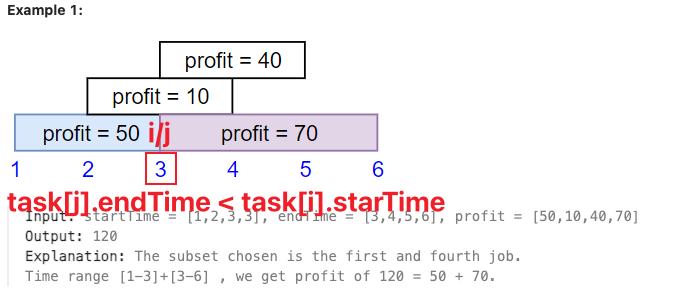 Example 1:
profit = 40
profit = 10
profit = 50 i/j profit = 70
1 2 3 4 5 6
task[j].endTime < task[i].starTime
Input: startTime = [1,2,3,3], endTime = [3,4,5,6], profit = [50,10,40,70]
Output: 120
Explanation: The subset chosen is the first and fourth job.
Time range [1-3]+[3-6] , we get profit of 120 = 50 + 70.